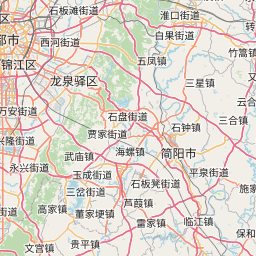 石板滩街道
淮口街道
都市
西河街道
白果街道
五凤镇
竹篙镇
锦江区
龙泉驿区
三星镇
云合镇
万安街道
石盘街道
三合镇
石钟镇
兴隆街道
贾家街道
武庙镇
海螺镇
简阳市
永兴街道
玉成街道
平泉街道
石板凳街道
三岔街道
高家镇
芦葭镇
董家埂镇
雷家镇
临江镇
保和
贵平镇
文宫镇